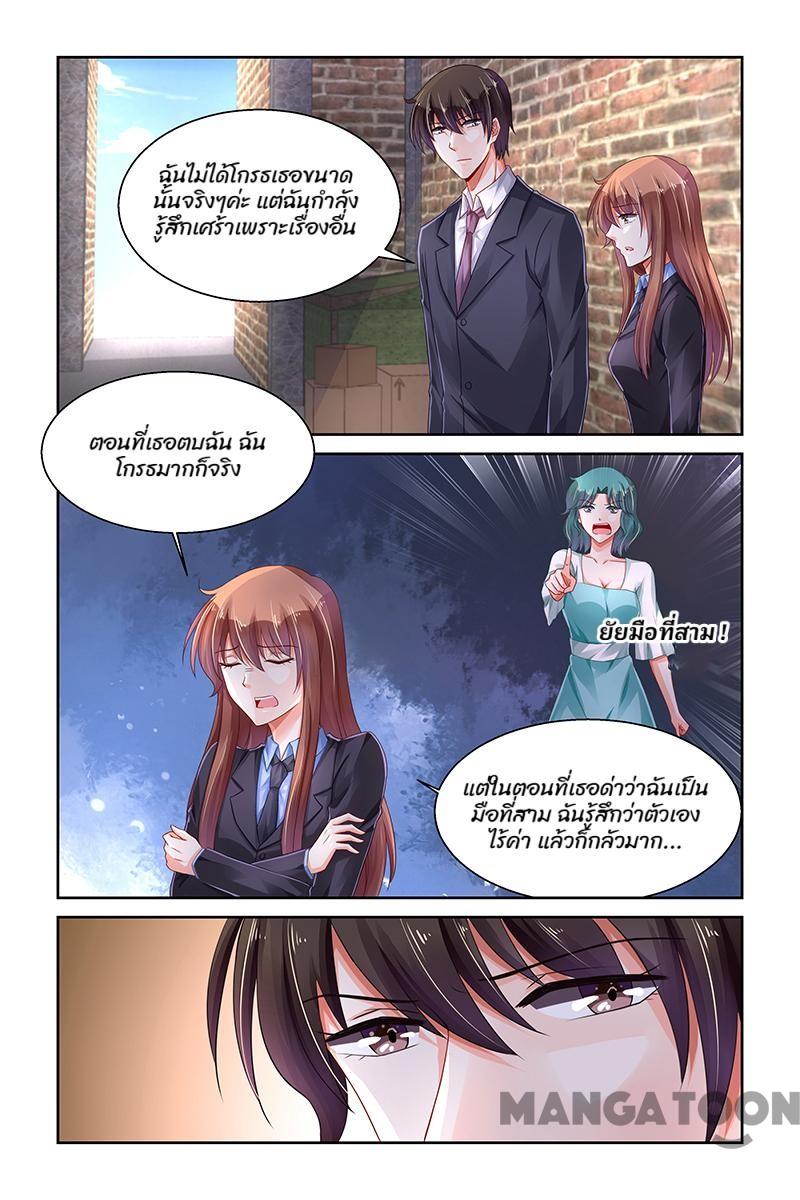 ฉันไม่ได้โกรธเธอขนาด
นั้นจริงๆค่ะ แต่ฉันกำลัง
รู้สึกเศร้าเพราะเรื่องอื่น
ตอนที่เธอตบฉัน ฉัน
โกรธมากก็จริง
ยัยมือที่สาม!
แต่ในตอนที่เธอด่าว่าฉันเป็น
มือที่สาม ฉันรู้สึกว่าตัวเอง
ไร้ค่า แล้วก็กลัวมาก...
MANGATOON